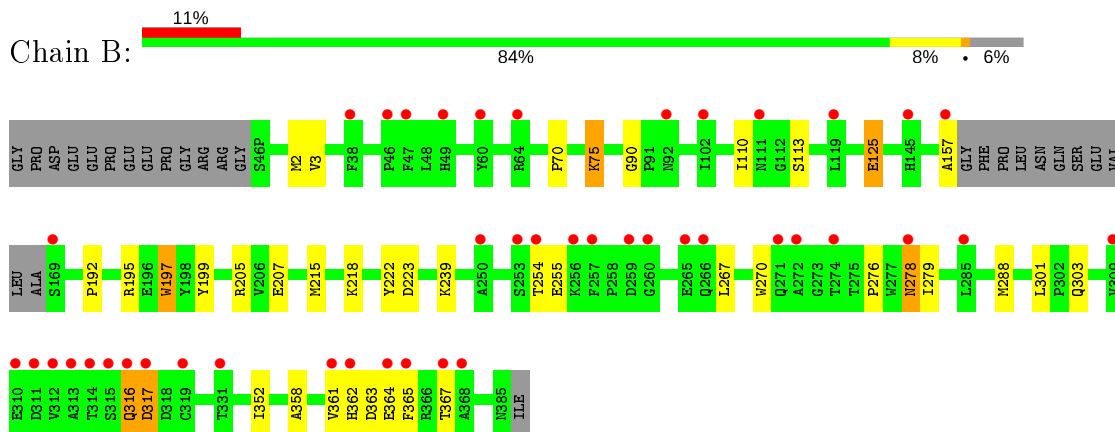 11%
Chain B:
84% 8% • 6%
GLY PRO ASP GLU GLU PRO GLU GLU PRO GLY ARG ARG GLY S46P M2 V3 F38 P46 F47 L48 H49 Y60 R64 P70 K75 G90 P91 N92 I102 I110 N111 G112 S113 L119 E125 H145 A157 GLY PHE PRO LEU ASN GLN SER GLU VAL
LEU ALA S169 P192 R195 E196 W197 Y198 Y199 R205 V206 E207 M215 K218 Y222 D223 K239 A250 S253 T254 E255 K256 F257 P258 D259 G260 E265 Q266 L267 W270 Q271 A272 G273 T274 T275 P276 W277 N278 I279 L285 M288 L301 P302 Q303 V309
E310 D311 V312 A313 T314 S315 Q316 D317 D318 C319 T331 I352 A358 V361 H362 D363 E364 F365 R366 T367 A368 N385 ILE